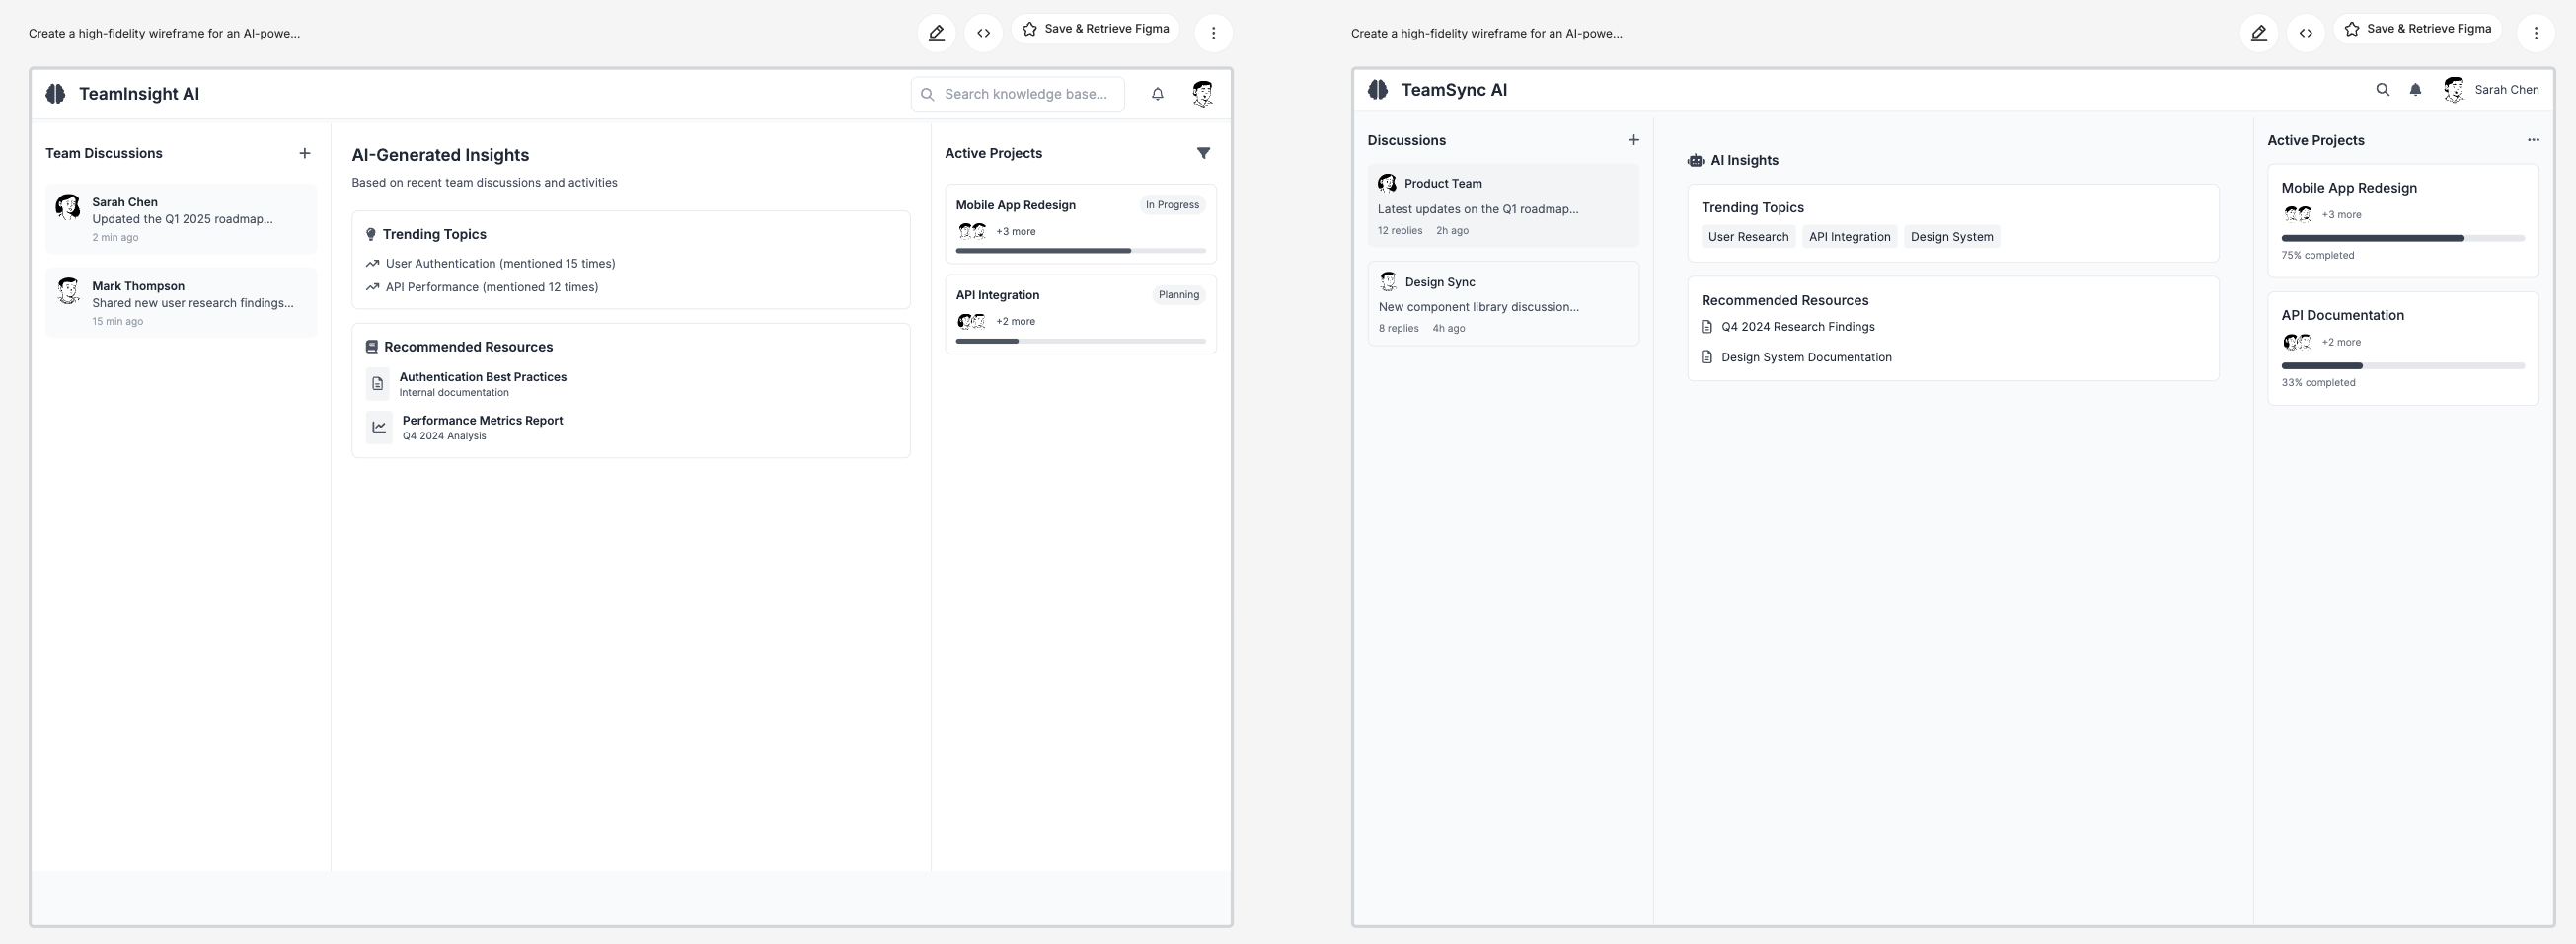 Create a high-fidelity wireframe for an AI-powe...
Save & Retrieve Figma
TeamInsight AI
Search knowledge base...
Team Discussions
Sarah Chen
Updated the Q1 2025 roadmap...
2 min ago
Mark Thompson
Shared new user research findings...
15 min ago
AI-Generated Insights
Based on recent team discussions and activities
Trending Topics
User Authentication (mentioned 15 times)
API Performance (mentioned 12 times)
Recommended Resources
Authentication Best Practices
Internal documentation
Performance Metrics Report
Q4 2024 Analysis
Active Projects
Mobile App Redesign
In Progress
+3 more
API Integration
Planning
+2 more
Create a high-fidelity wireframe for an AI-powe...
Save & Retrieve Figma
TeamSync AI
Sarah Chen
Discussions
Product Team
Latest updates on the Q1 roadmap...
12 replies 2h ago
Design Sync
New component library discussion...
8 replies 4h ago
AI Insights
Trending Topics
User Research API Integration Design System
Recommended Resources
Q4 2024 Research Findings
Design System Documentation
Active Projects
Mobile App Redesign
+3 more
75% completed
API Documentation
+2 more
33% completed